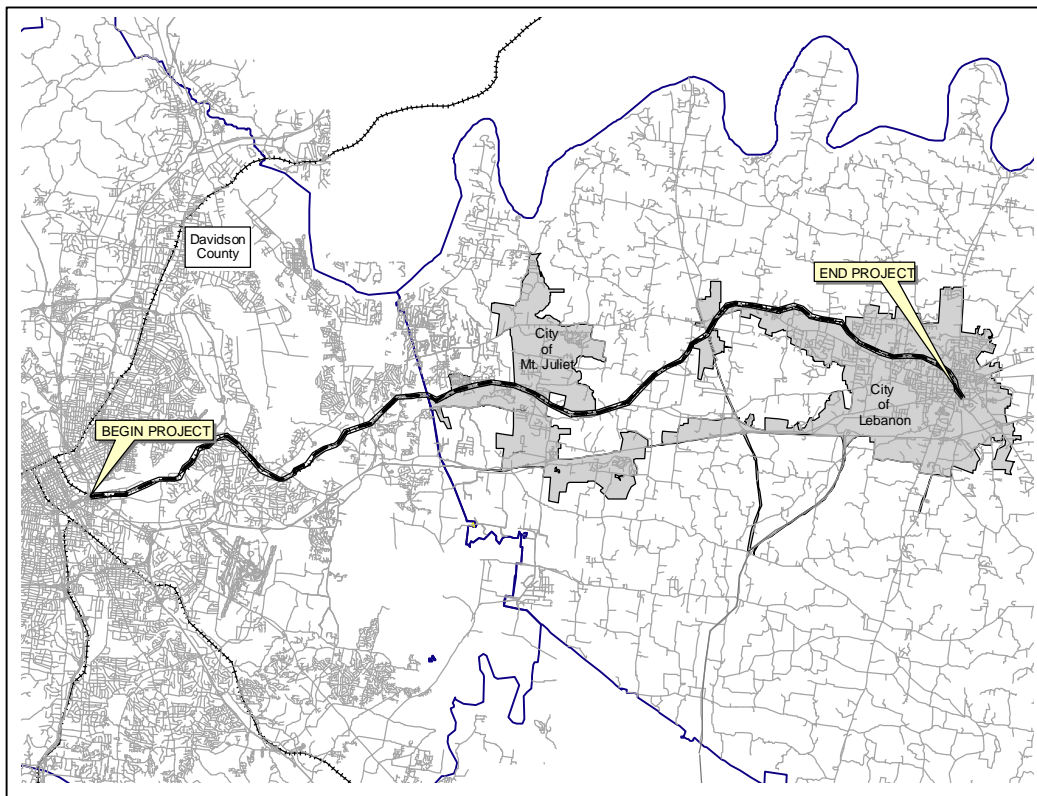 Davidson
County
END PROJECT
City
of
Mt. Juliet
City
of
Lebanon
BEGIN PROJECT